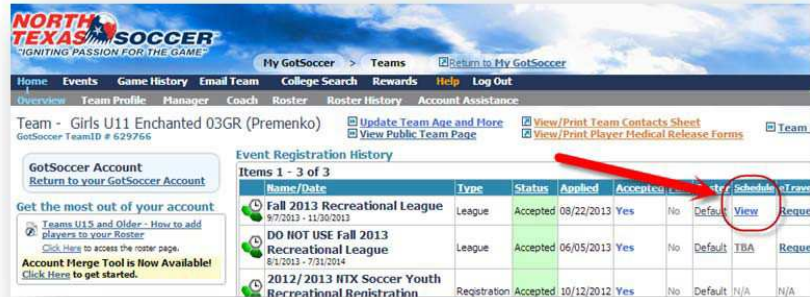 NORTH
TEXAS SOCCER
"IGNITING PASSION FOR THE GAME"
My GotSoccer > Teams Return to My GotSoccer
Home Events Game History Email Team College Search Rewards Help Log Out
Overview Team Profile Manager Coach Roster Roster History Account Assistance
Team - Girls U11 Enchanted 03GR (Premenko)
GotSoccer TeamID # 629766
Update Team Age and More
View Public Team Page
View/Print Team Contacts Sheet
View/Print Player Medical Release Forms
Team
GotSoccer Account
Return to your GotSoccer Account
Get the most out of your account
Teams U15 and Older - How to add
players to your Roster
Click Here to access the roster page.
Account Merge Tool is Now Available!
Click Here to get started.
Event Registration History
Items 1 - 3 of 3
Name/Date Type Status Applied Accepted Schedule eTrave
Fall 2013 Recreational League
9/7/2013 - 11/30/2013
League Accepted 08/22/2013 Yes No Default View Reque
DO NOT USE Fall 2013
Recreational League
8/1/2013 - 7/31/2014
League Accepted 06/05/2013 Yes No Default TBA Reque
2012/2013 NTX Soccer Youth
Recreational Registration
Registration Accepted 10/12/2012 Yes No Default N/A N/A